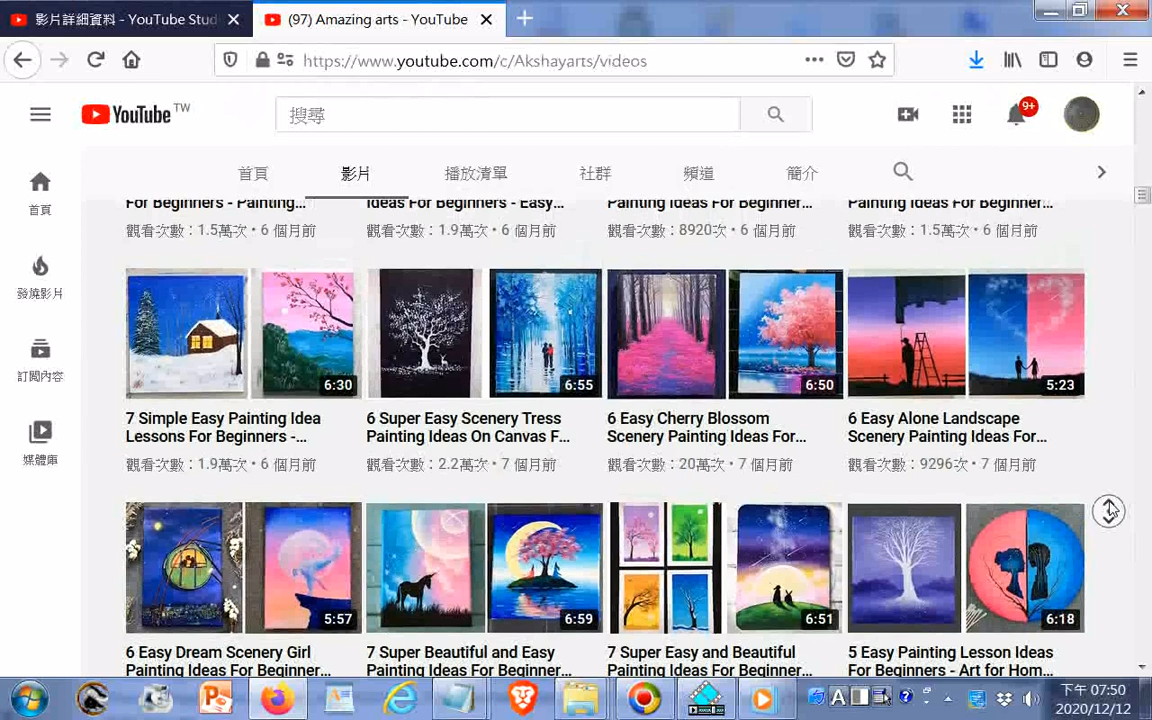 影片詳細資料 - YouTube Stud
(97) Amazing arts - YouTube
https://www.youtube.com/c/Akshayarts/videos
YouTube TW
搜尋
9+
首頁
影片
播放清單
社群
頻道
簡介
首頁
發燒影片
訂閱內容
媒體庫
For Beginners - Painting...
Ideas For Beginners - Easy...
Painting Ideas For Beginner...
Painting Ideas For Beginner...
觀看次數：1.5萬次 • 6 個月前
觀看次數：1.9萬次 • 6 個月前
觀看次數：8920次 • 6 個月前
觀看次數：1.5萬次 • 6 個月前
6:30
6:55
6:50
5:23
7 Simple Easy Painting Idea
Lessons For Beginners -...
6 Super Easy Scenery Tress
Painting Ideas On Canvas F...
6 Easy Cherry Blossom
Scenery Painting Ideas For...
6 Easy Alone Landscape
Scenery Painting Ideas For...
觀看次數：1.9萬次 • 6 個月前
觀看次數：2.2萬次 • 7 個月前
觀看次數：20萬次 • 7 個月前
觀看次數：9296次 • 7 個月前
5:57
6:59
6:51
6:18
6 Easy Dream Scenery Girl
Painting Ideas For Beginner...
7 Super Beautiful and Easy
Painting Ideas For Beginner...
7 Super Easy and Beautiful
Painting Ideas For Beginner...
5 Easy Painting Lesson Ideas
For Beginners - Art for Hom...
下午 07:50
2020/12/12